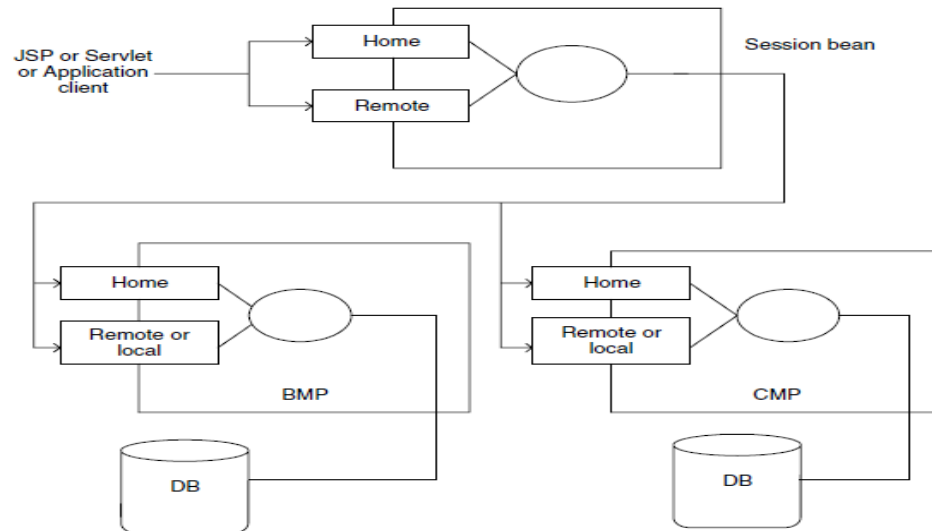 Home
Session bean
JSP or Servlet
or Application
client
Remote
Home
Remote or
local
BMP
DB
Home
Remote or
local
CMP
DB